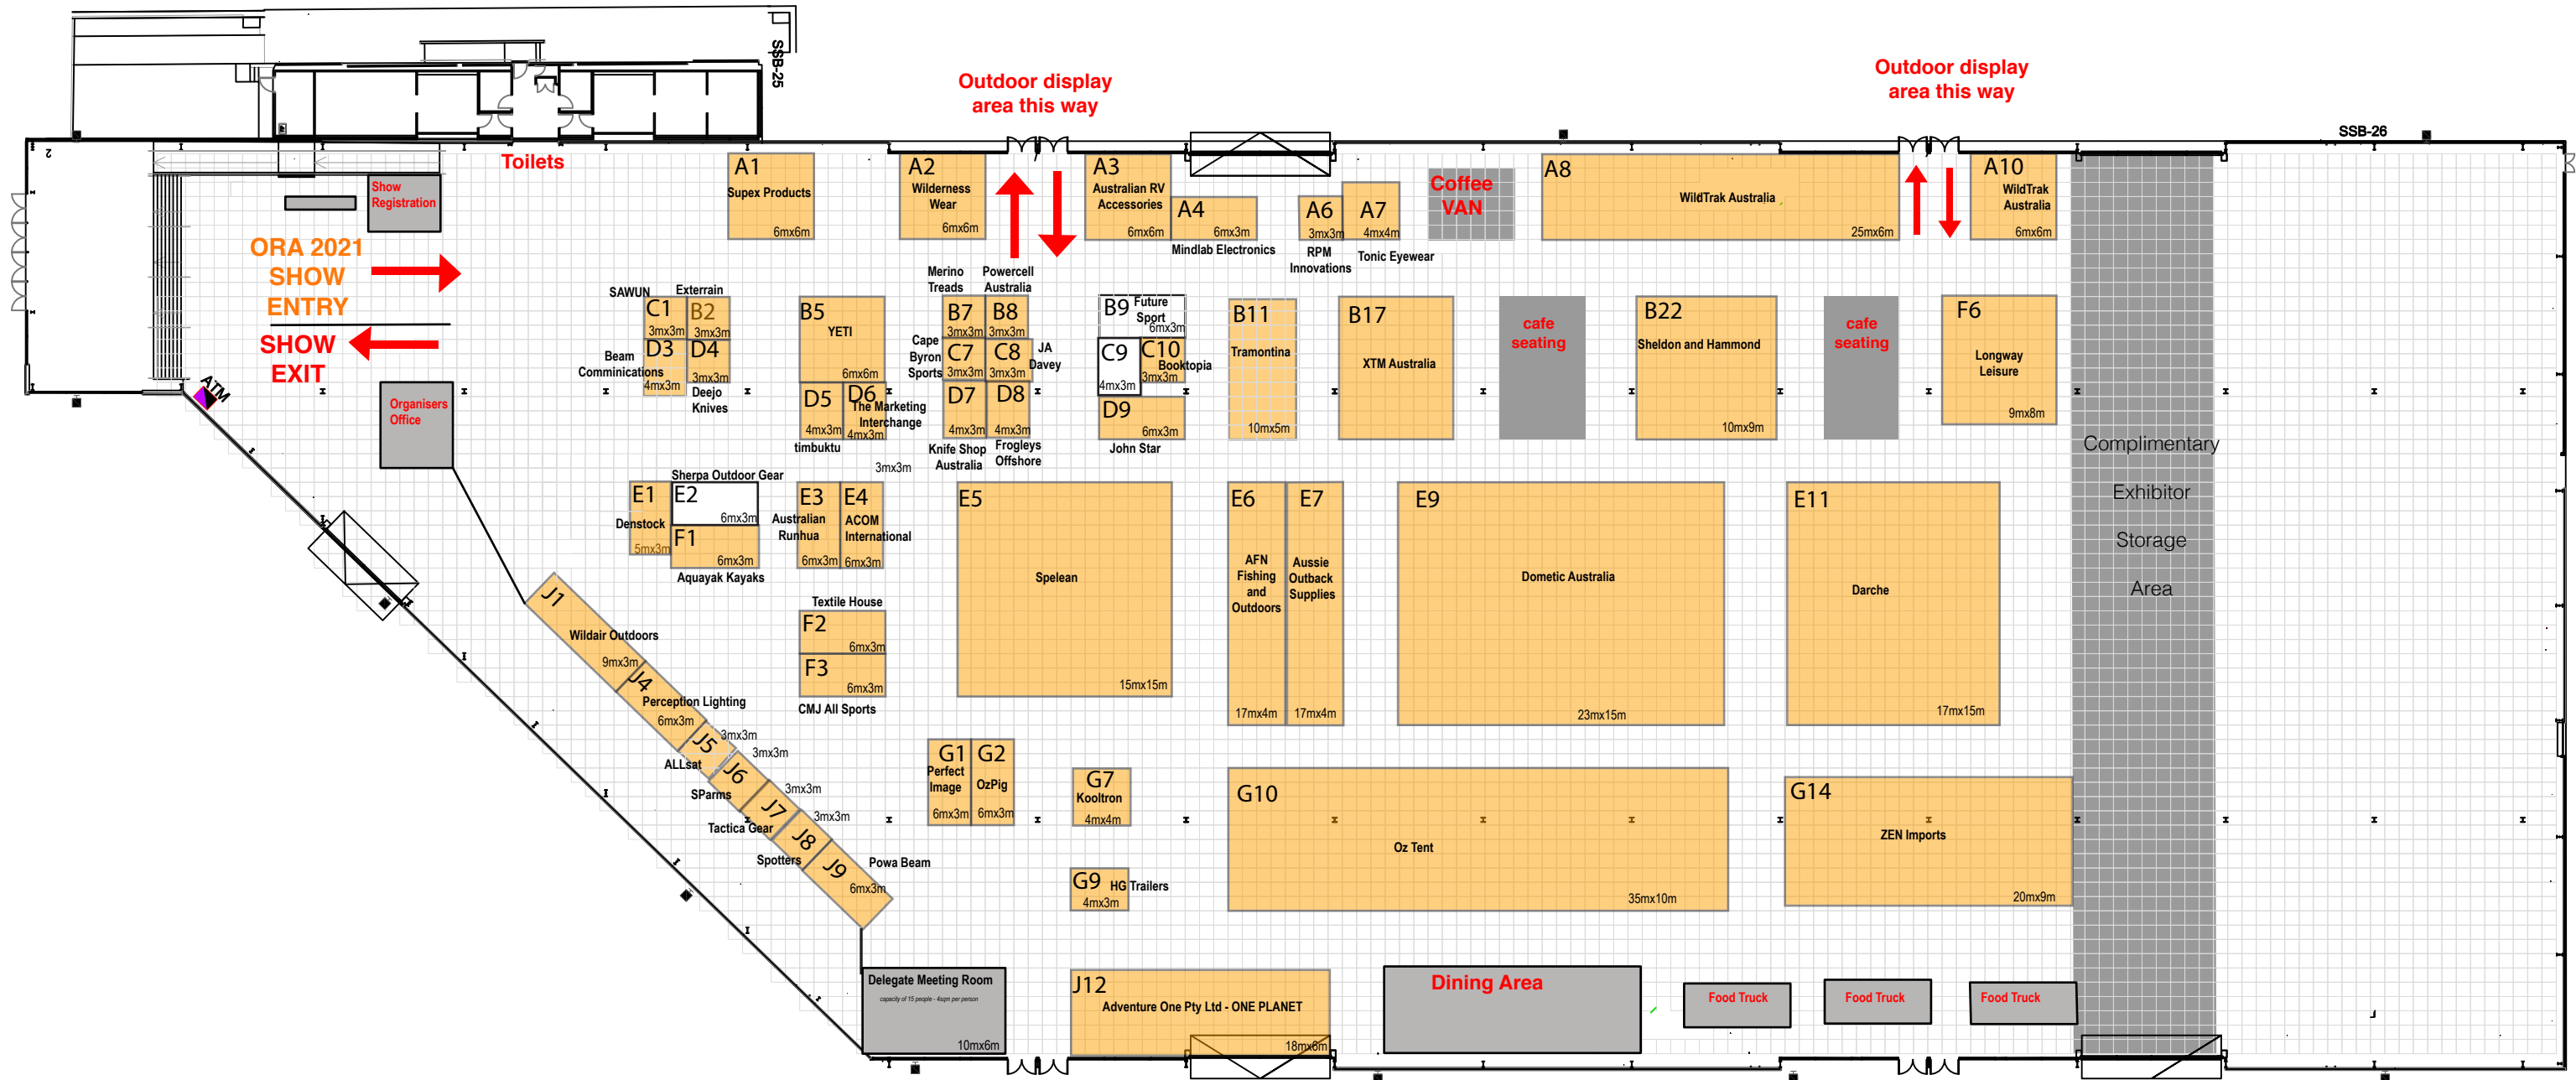 SSB-25
Outdoor display
area this way
Outdoor display
area this way
SSB-26
2
Toilets
Show
Registration
ORA 2021
SHOW
ENTRY
SHOW
EXIT
ATM
Organisers
Office
A1
Supex Products
6mx6m
A2
Wilderness
Wear
6mx6m
A3
Australian RV
Accessories
6mx6m
A4
6mx3m
Mindlab Electronics
A6
3mx3m
RPM
Innovations
A7
4mx4m
Tonic Eyewear
Coffee
VAN
A8
WildTrak Australia
25mx6m
A10
WildTrak
Australia
6mx6m
SAWUN
C1
3mx3m
Exterrain
B2
3mx3m
Beam
Comminications
D3
4mx3m
D4
3mx3m
Deejo
Knives
B5
YETI
6mx6m
D5
4mx3m
timbuktu
D6
The Marketing
Interchange
4mx3m
3mx3m
Merino
Treads
B7
3mx3m
Powercell
Australia
B8
3mx3m
Cape
Byron
Sports
C7
3mx3m
C8
3mx3m
JA
Davey
D7
4mx3m
Knife Shop
Australia
D8
4mx3m
Frogleys
Offshore
B9
Future
Sport
6mx3m
C9
4mx3m
C10
Booktopia
3mx3m
D9
6mx3m
John Star
B11
Tramontina
10mx5m
B17
XTM Australia
cafe
seating
B22
Sheldon and Hammond
10mx9m
cafe
seating
F6
Longway
Leisure
9mx8m
Complimentary
Exhibitor
Storage
Area
E1
Denstock
5mx3m
Sherpa Outdoor Gear
E2
6mx3m
F1
6mx3m
Aquayak Kayaks
E3
Australian
Runhua
6mx3m
E4
ACOM
International
6mx3m
Textile House
F2
6mx3m
F3
6mx3m
CMJ All Sports
E5
Spelean
15mx15m
E6
AFN
Fishing
and
Outdoors
17mx4m
E7
Aussie
Outback
Supplies
17mx4m
E9
Dometic Australia
23mx15m
E11
Darche
17mx15m
J1
Wildair Outdoors
9mx3m
J4
Perception Lighting
6mx3m
J5
3mx3m
ALLsat
J6
3mx3m
SParms
J7
3mx3m
Tactica Gear
J8
3mx3m
Spotters
J9
Powa Beam
6mx3m
G1
Perfect
Image
6mx3m
G2
OzPig
6mx3m
G7
Kooltron
4mx4m
G9
HG Trailers
4mx3m
G10
Oz Tent
35mx10m
G14
ZEN Imports
20mx9m
Delegate Meeting Room
capacity of 15 people - 4sqm per person
10mx6m
J12
Adventure One Pty Ltd - ONE PLANET
18mx6m
Dining Area
Food Truck
Food Truck
Food Truck